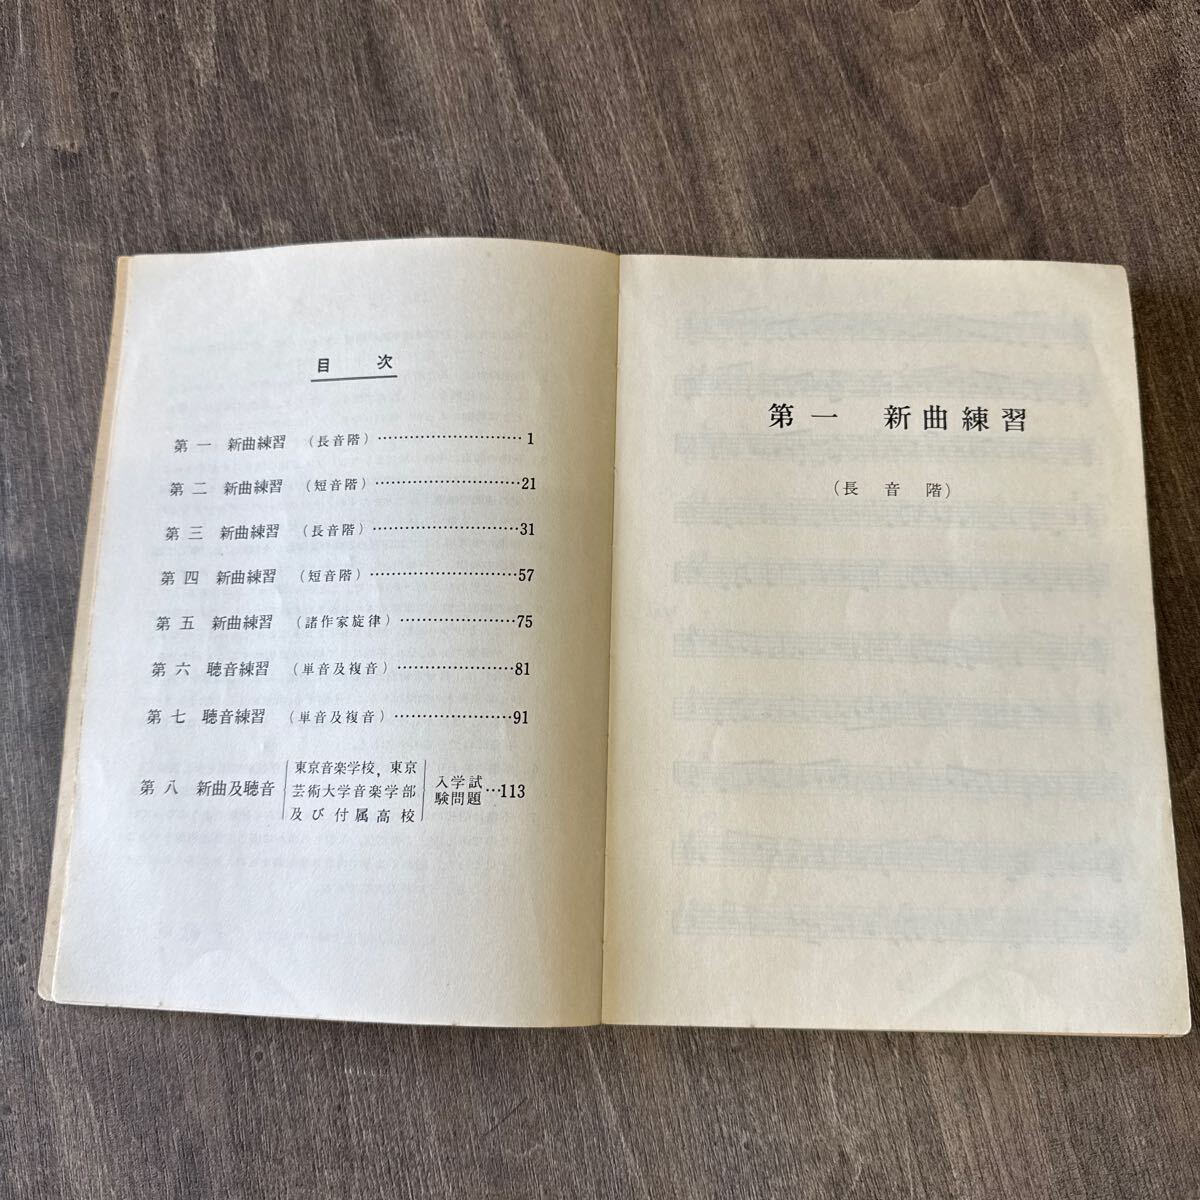 目次
第一 新曲練習 (長音階)…………………………1
第二 新曲練習 (短音階)…………………………21
第三 新曲練習 (長音階)…………………………31
第四 新曲練習 (短音階)…………………………57
第五 新曲練習 (諸作家旋律)……………………75
第六 聴音練習 (単音及複音)……………………81
第七 聴音練習 (単音及複音)……………………91
第八 新曲及聴音 東京音楽学校,東京芸術大学音楽学部及び付属高校 入学試験問題…113
第一 新曲練習
(長音階)